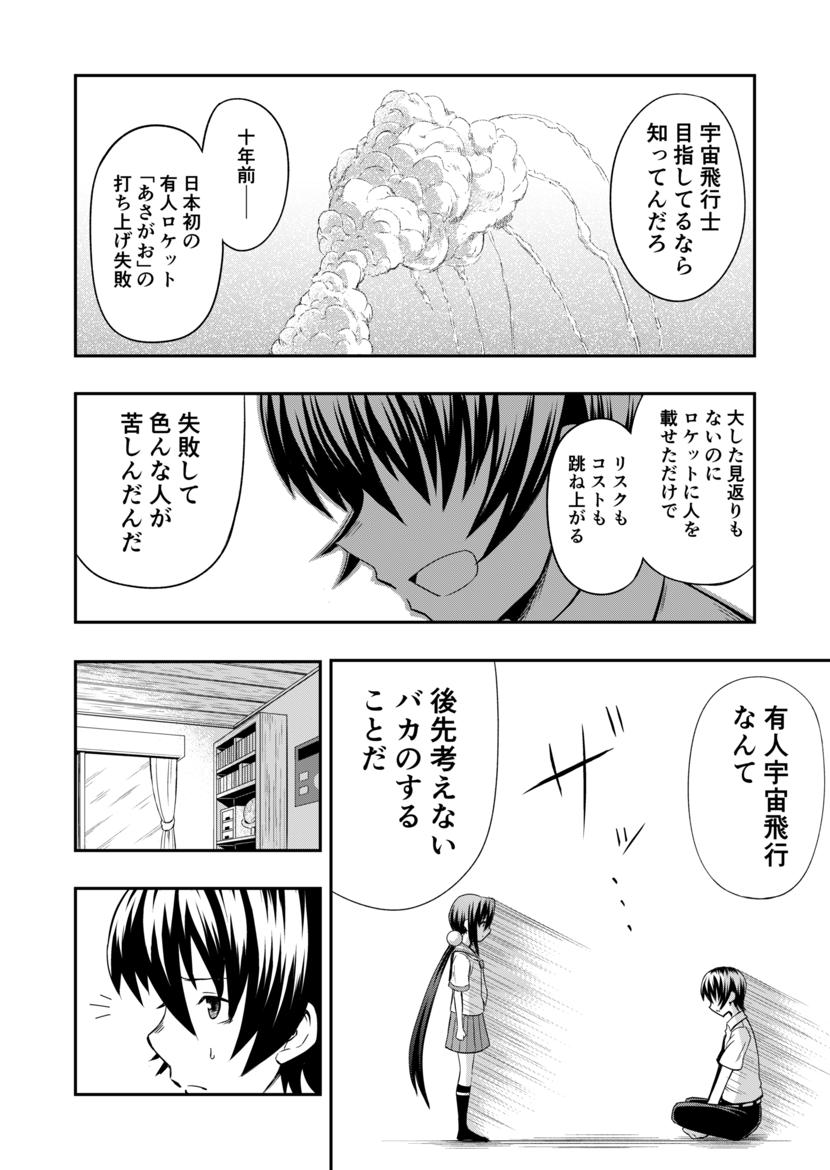 宇宙飛行士
目指してるなら
知ってんだろ
十年前―
日本初の
有人ロケット
「あさがお」の
打ち上げ失敗
大した見返りも
ないのに
ロケットに人を
載せただけで
リスクも
コストも
跳ね上がる
失敗して
色んな人が
苦しんだんだ
有人宇宙飛行
なんて
後先考えない
バカのする
ことだ